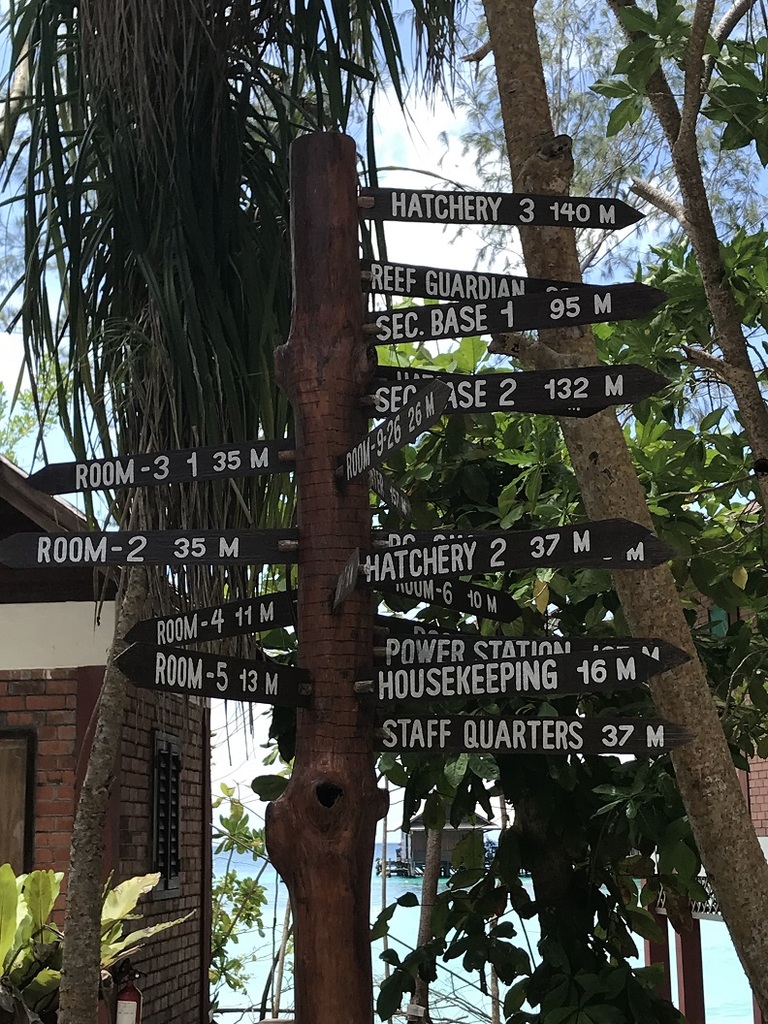 HATCHERY 3 140 M
REEF GUARDIAN
SEC. BASE 1 95 M
SEC BASE 2 132 M
ROOM-9-26 26 M
ROOM-3 1 35 M
ROOM-2 35 M
HATCHERY 2 37 M
M
ROOM-6 10 M
ROOM-4 11 M
POWER STATION M
ROOM-5 13 M
HOUSEKEEPING 16 M
STAFF QUARTERS 37 M